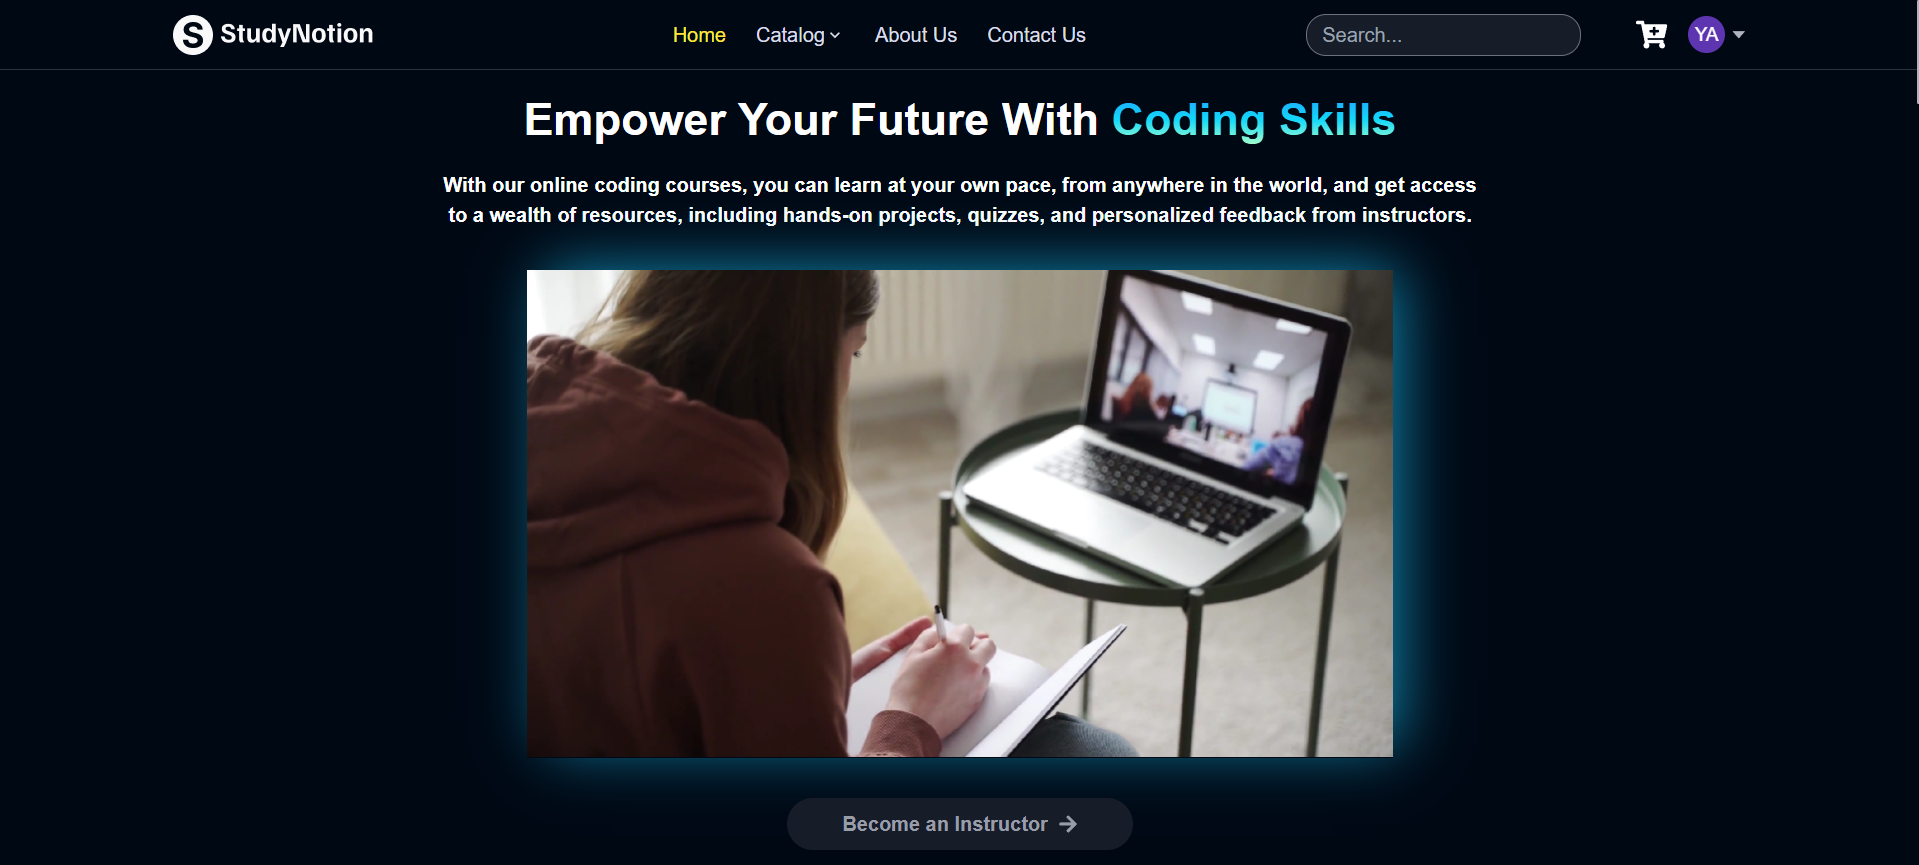 S StudyNotion
Home Catalog About Us Contact Us
Search...
YA
Empower Your Future With Coding Skills
With our online coding courses, you can learn at your own pace, from anywhere in the world, and get access
to a wealth of resources, including hands-on projects, quizzes, and personalized feedback from instructors.
Become an Instructor